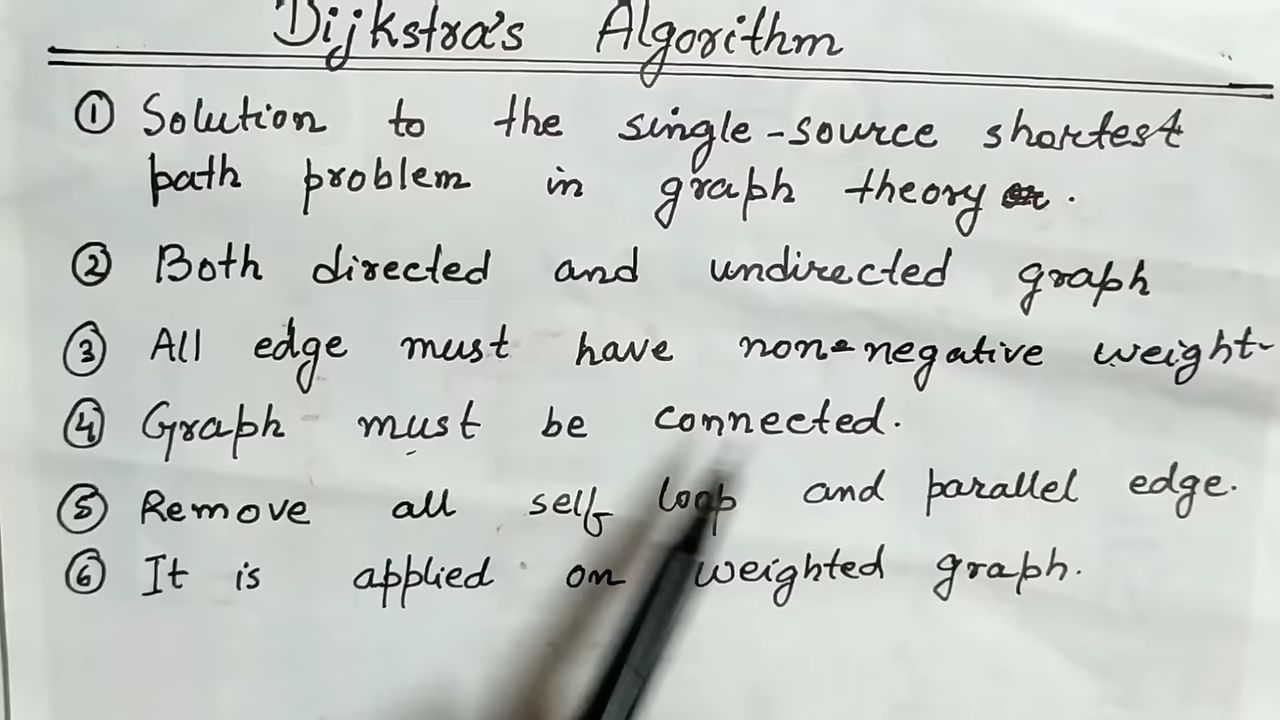 Dijkstra's Algorithm
① Solution to the single-source shortest
path problem in graph theory.
② Both directed and undirected graph
③ All edge must have non-negative weight-
④ Graph must be connected.
⑤ Remove all self loop and parallel edge.
⑥ It is applied on weighted graph.